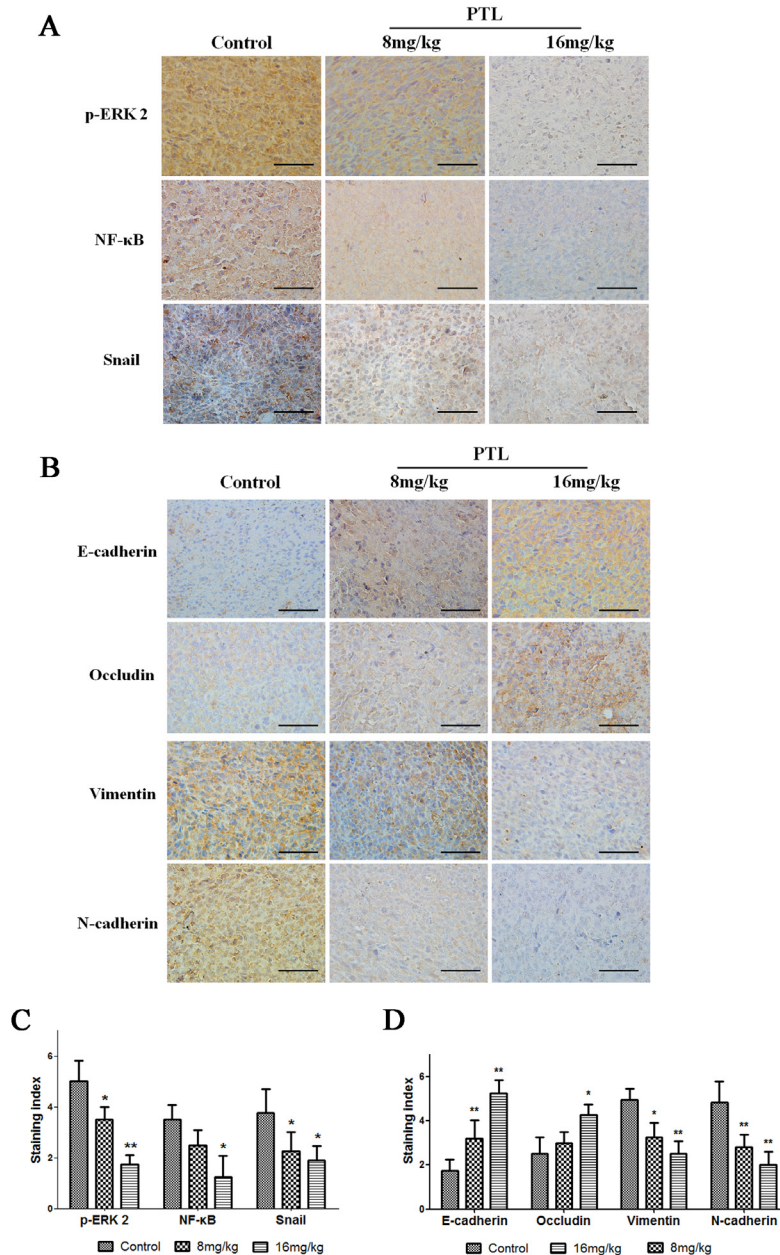 A
PTL
Control 8mg/kg 16mg/kg
p-ERK 2
NF-κB
Snail
B
PTL
Control 8mg/kg 16mg/kg
E-cadherin
Occludin
Vimentin
N-cadherin
C
Staining index
6
4
2
0
* ** * * *
p-ERK 2 NF-κB Snail
Control 8mg/kg 16mg/kg
D
Staining index
6
4
2
0
** ** * * ** ** **
E-cadherin Occludin Vimentin N-cadherin
Control 16mg/kg 8mg/kg